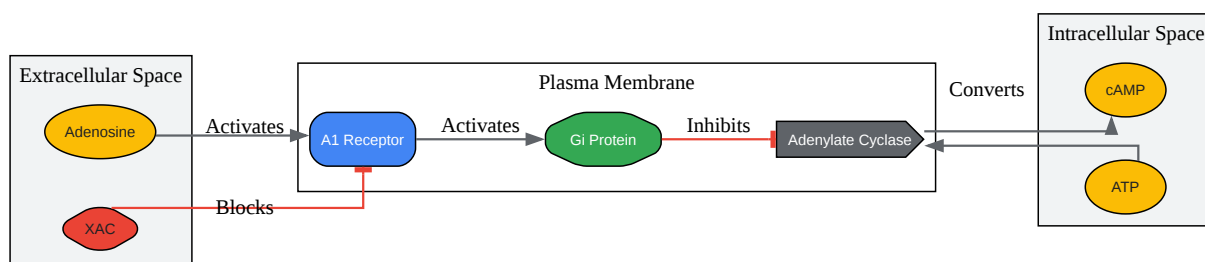 Extracellular Space
Adenosine
XAC
Activates
Blocks
Plasma Membrane
A1 Receptor
Activates
Gi Protein
Inhibits
Adenylate Cyclase
Converts
Intracellular Space
cAMP
ATP